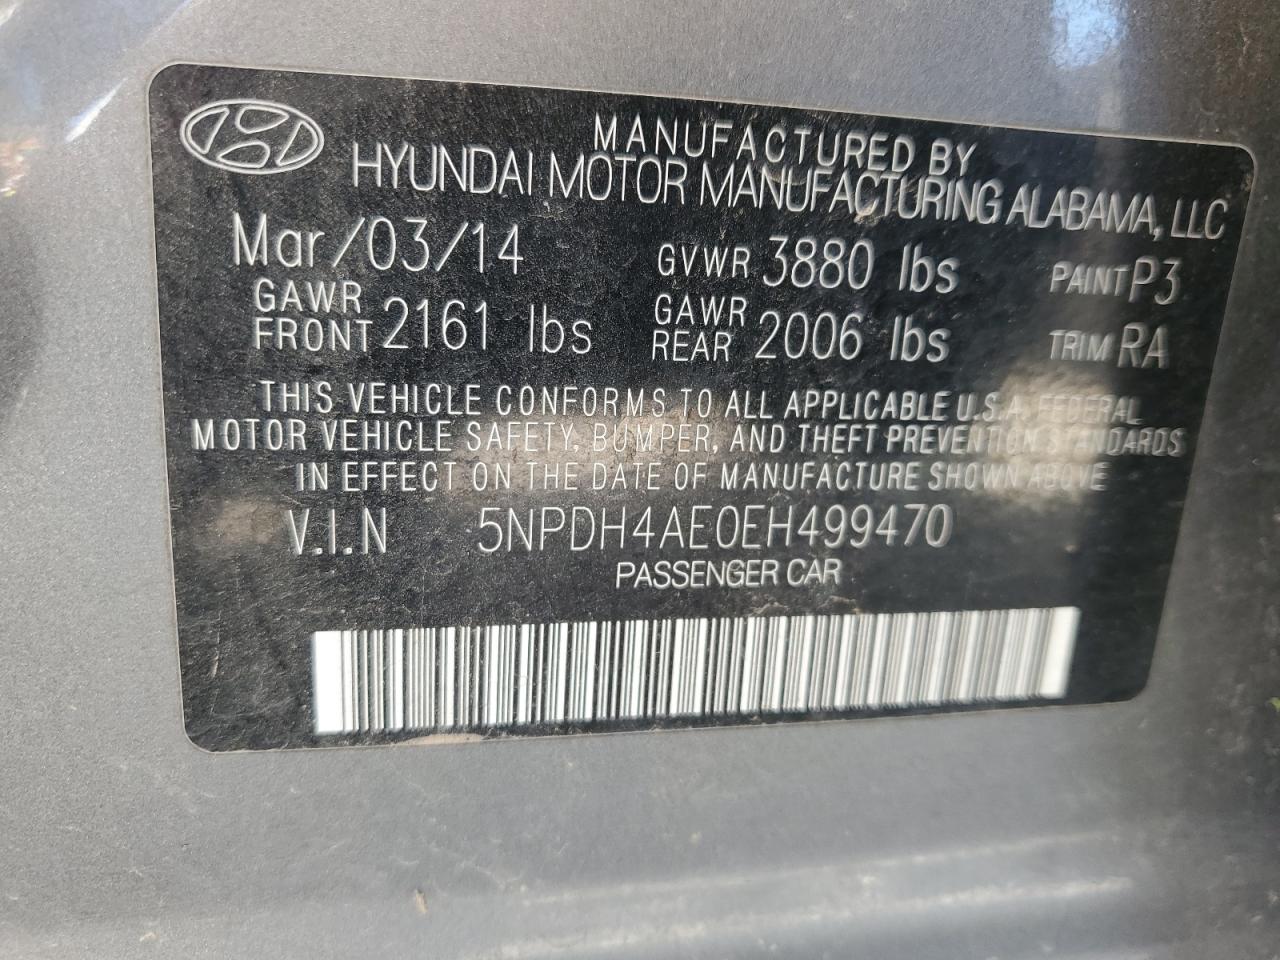 MANUFACTURED BY
HYUNDAI MOTOR MANUFACTURING ALABAMA, LLC
Mar/03/14 GVWR 3880 lbs PAINT P3
GAWR FRONT 2161 lbs GAWR REAR 2006 lbs TRIM RA
THIS VEHICLE CONFORMS TO ALL APPLICABLE U.S.A. FEDERAL
MOTOR VEHICLE SAFETY, BUMPER, AND THEFT PREVENTION STANDARDS
IN EFFECT ON THE DATE OF MANUFACTURE SHOWN ABOVE
V.I.N 5NPDH4AE0EH499470
PASSENGER CAR